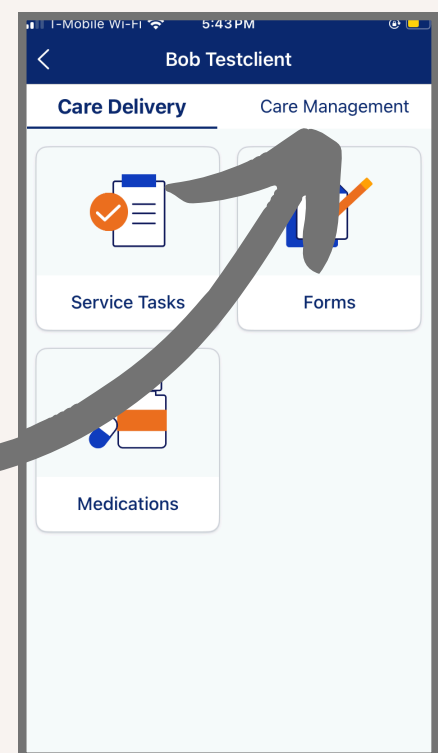 T-Mobile Wi-Fi 5:43 PM
Bob Testclient
Care Delivery Care Management
Service Tasks Forms
Medications